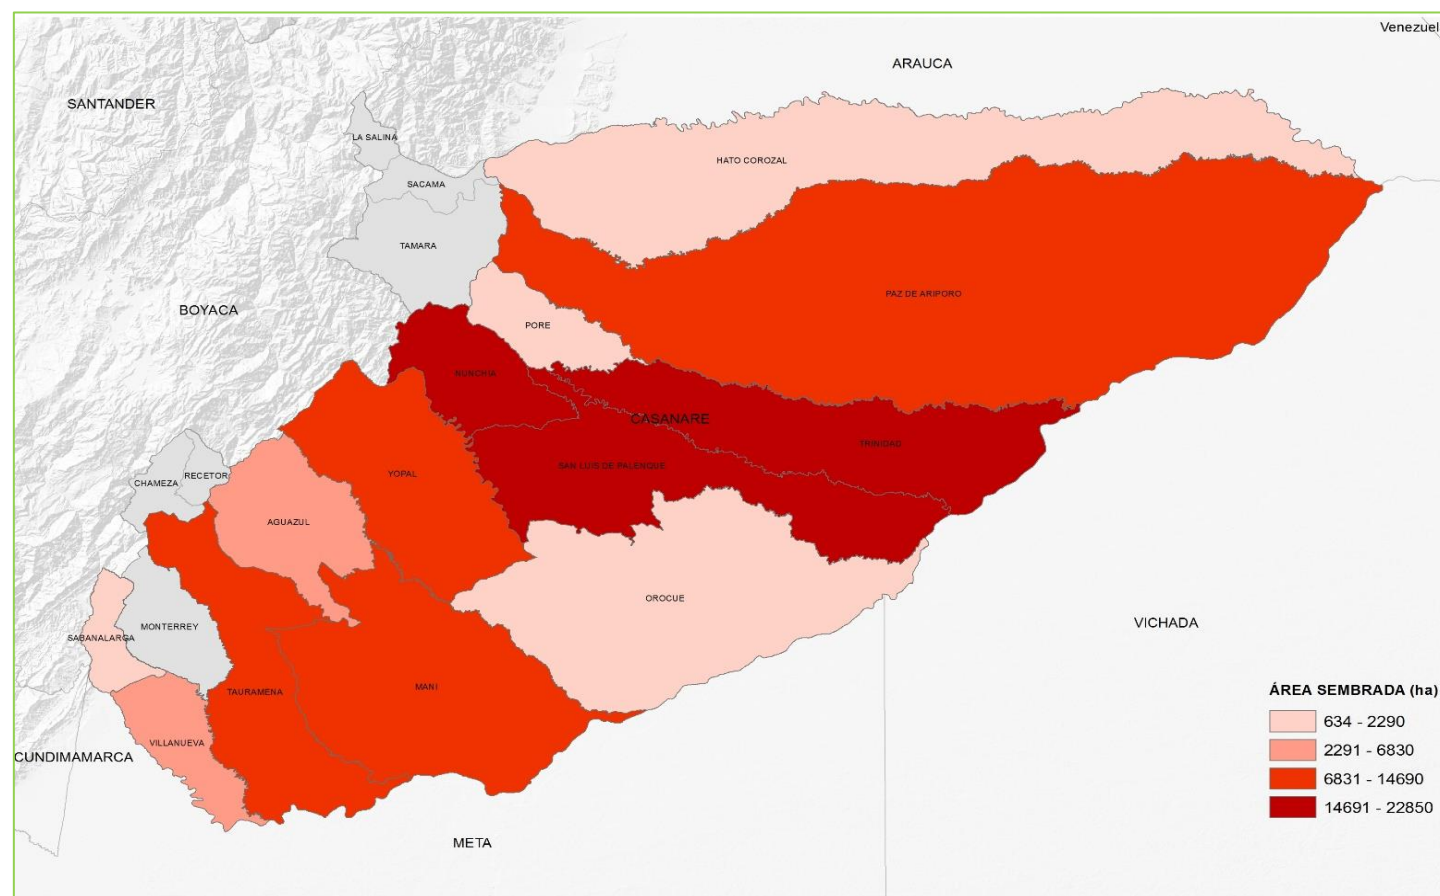 Venezuel
ARAUCA
SANTANDER
LA SALINA
HATO COROZAL
SACAMA
TAMARA
PAZ DE ARIPORO
BOYACA
PORE
NUNCHIA
CASANARE
TRINIDAD
SAN LUIS DE PALENQUE
YOPAL
RECETOR
CHAMEZA
AGUAZUL
OROCUE
VICHADA
MONTERREY
SABANALARGA
MANI
TAURAMENA
VILLANUEVA
CUNDIMAMARCA
META
ÁREA SEMBRADA (ha)
634 - 2290
2291 - 6830
6831 - 14690
14691 - 22850